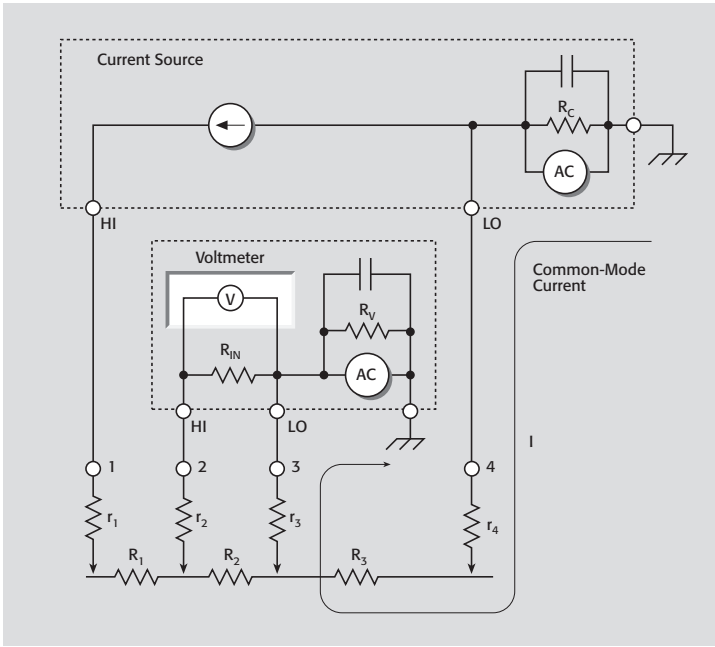 Current Source
R_C
AC
HI
LO
Voltmeter
V
R_IN
R_V
AC
HI
LO
Common-Mode
Current
I
1
2
3
4
r_1
r_2
r_3
r_4
R_1
R_2
R_3